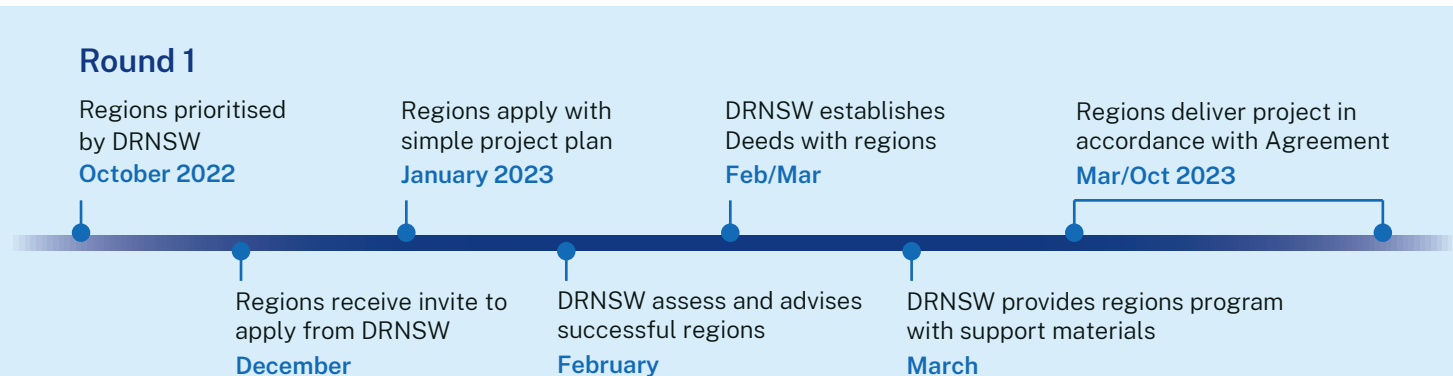 Round 1
Regions prioritised
by DRNSW
October 2022
Regions apply with
simple project plan
January 2023
DRNSW establishes
Deeds with regions
Feb/Mar
Regions deliver project in
accordance with Agreement
Mar/Oct 2023
Regions receive invite to
apply from DRNSW
December
DRNSW assess and advises
successful regions
February
DRNSW provides regions program
with support materials
March